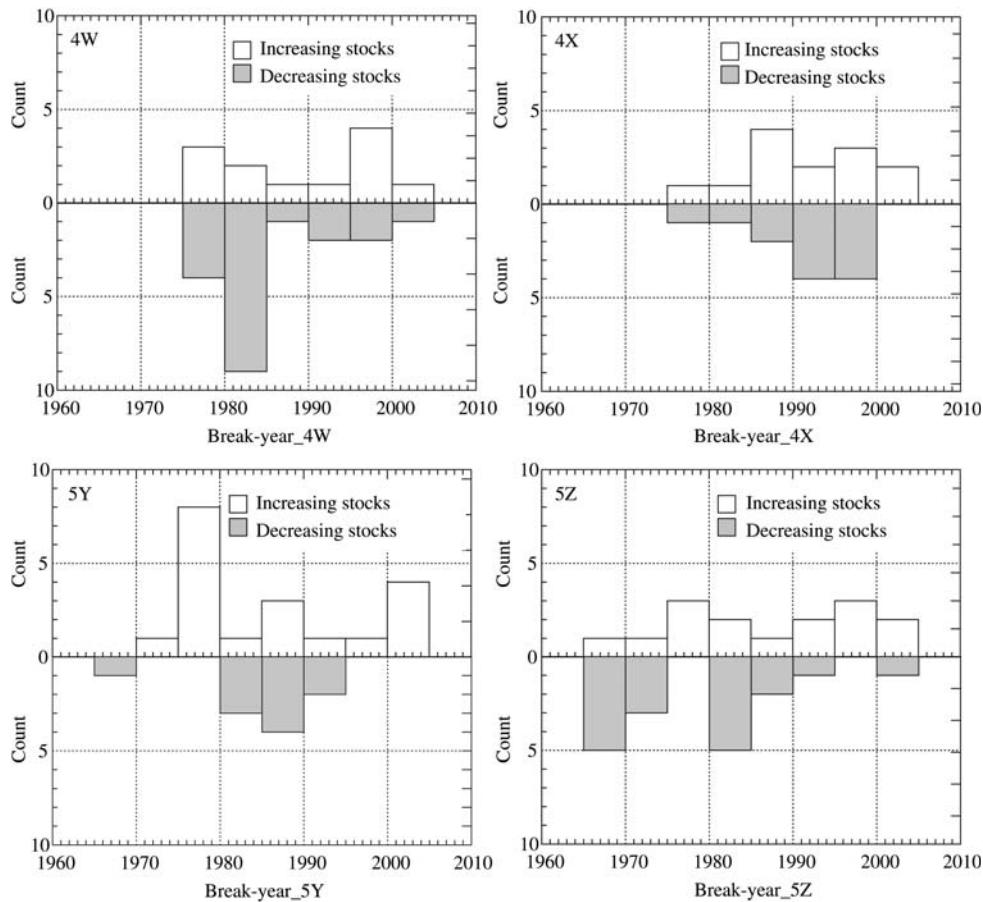 4W
Increasing stocks
Decreasing stocks
10
5
0
5
10
Count
Count
1960 1970 1980 1990 2000 2010
Break-year_4W
4X
Increasing stocks
Decreasing stocks
10
5
0
5
10
Count
Count
1960 1970 1980 1990 2000 2010
Break-year_4X
5Y
Increasing stocks
Decreasing stocks
10
5
0
5
10
Count
Count
1960 1970 1980 1990 2000 2010
Break-year_5Y
5Z
Increasing stocks
Decreasing stocks
10
5
0
5
10
Count
Count
1960 1970 1980 1990 2000 2010
Break-year_5Z